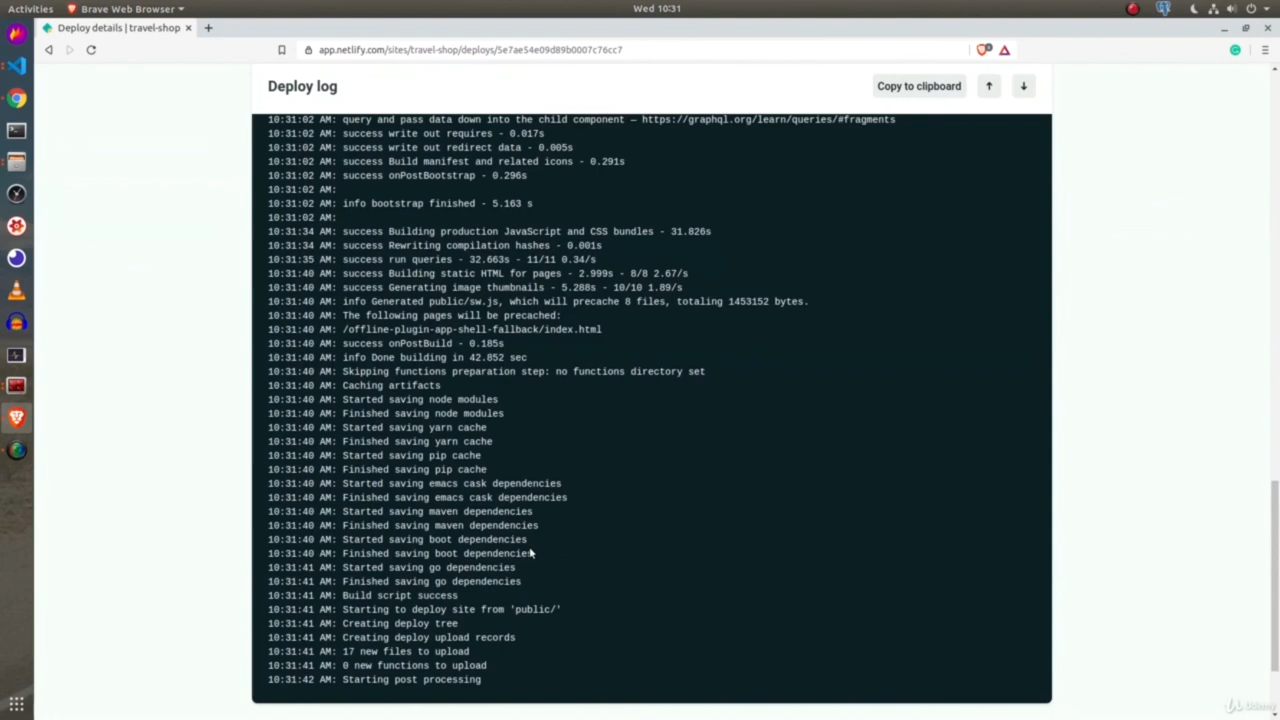 Activities
Brave Web Browser
Wed 10:31
Deploy details | travel-shop
app.netlify.com/sites/travel-shop/deploys/5e7ae54e09d89b0007c76cc7
Deploy log
Copy to clipboard
10:31:02 AM: query and pass data down into the child component — https://graphql.org/learn/queries/#fragments
10:31:02 AM: success write out requires - 0.017s
10:31:02 AM: success write out redirect data - 0.005s
10:31:02 AM: success Build manifest and related icons - 0.291s
10:31:02 AM: success onPostBootstrap - 0.296s
10:31:02 AM:
10:31:02 AM: info bootstrap finished - 5.163 s
10:31:02 AM:
10:31:34 AM: success Building production JavaScript and CSS bundles - 31.826s
10:31:34 AM: success Rewriting compilation hashes - 0.001s
10:31:35 AM: success run queries - 32.663s - 11/11 0.34/s
10:31:40 AM: success Building static HTML for pages - 2.999s - 8/8 2.67/s
10:31:40 AM: success Generating image thumbnails - 5.288s - 10/10 1.89/s
10:31:40 AM: info Generated public/sw.js, which will precache 8 files, totaling 1453152 bytes.
10:31:40 AM: The following pages will be precached:
10:31:40 AM: /offline-plugin-app-shell-fallback/index.html
10:31:40 AM: success onPostBuild - 0.185s
10:31:40 AM: info Done building in 42.852 sec
10:31:40 AM: Skipping functions preparation step: no functions directory set
10:31:40 AM: Caching artifacts
10:31:40 AM: Started saving node modules
10:31:40 AM: Finished saving node modules
10:31:40 AM: Started saving yarn cache
10:31:40 AM: Finished saving yarn cache
10:31:40 AM: Started saving pip cache
10:31:40 AM: Finished saving pip cache
10:31:40 AM: Started saving emacs cask dependencies
10:31:40 AM: Finished saving emacs cask dependencies
10:31:40 AM: Started saving maven dependencies
10:31:40 AM: Finished saving maven dependencies
10:31:40 AM: Started saving boot dependencies
10:31:40 AM: Finished saving boot dependencies
10:31:41 AM: Started saving go dependencies
10:31:41 AM: Finished saving go dependencies
10:31:41 AM: Build script success
10:31:41 AM: Starting to deploy site from 'public/'
10:31:41 AM: Creating deploy tree
10:31:41 AM: Creating deploy upload records
10:31:41 AM: 17 new files to upload
10:31:41 AM: 0 new functions to upload
10:31:42 AM: Starting post processing
Udemy